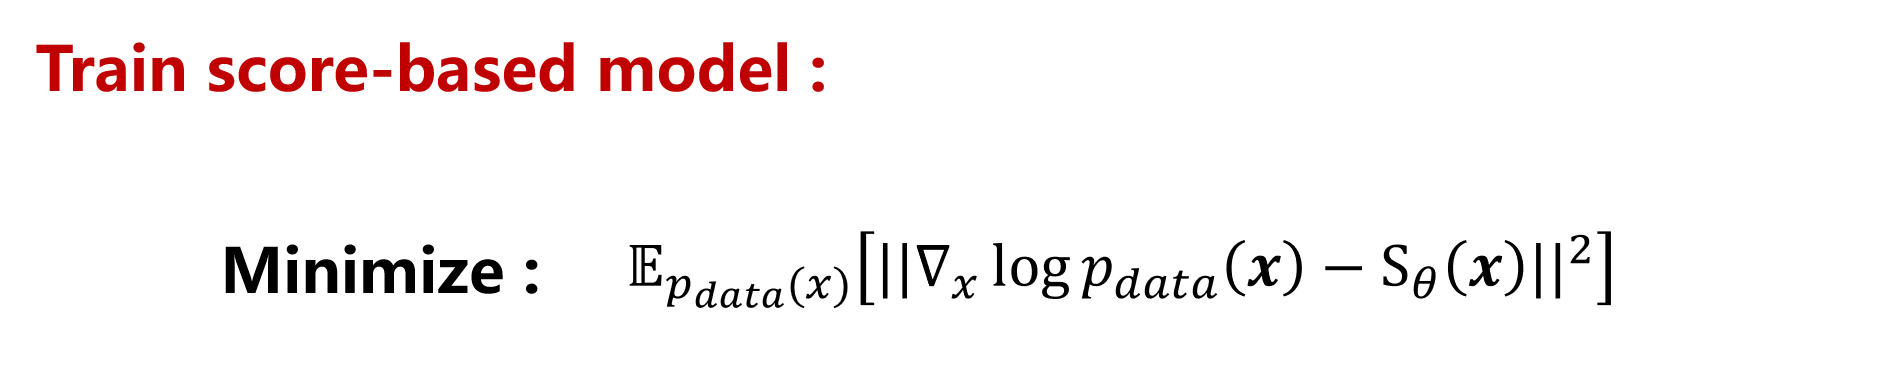 Train score-based model :
Minimize : 𝔼_{p_{data}(x)}[||∇_x log p_{data}(𝒙) − S_θ(𝒙)||²]